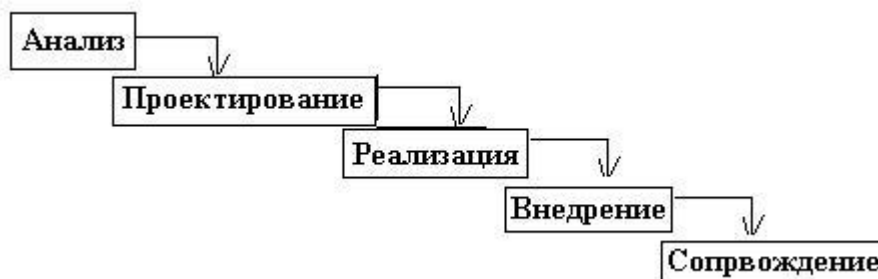 Анализ
Проектирование
Реализация
Внедрение
Сопрвождение